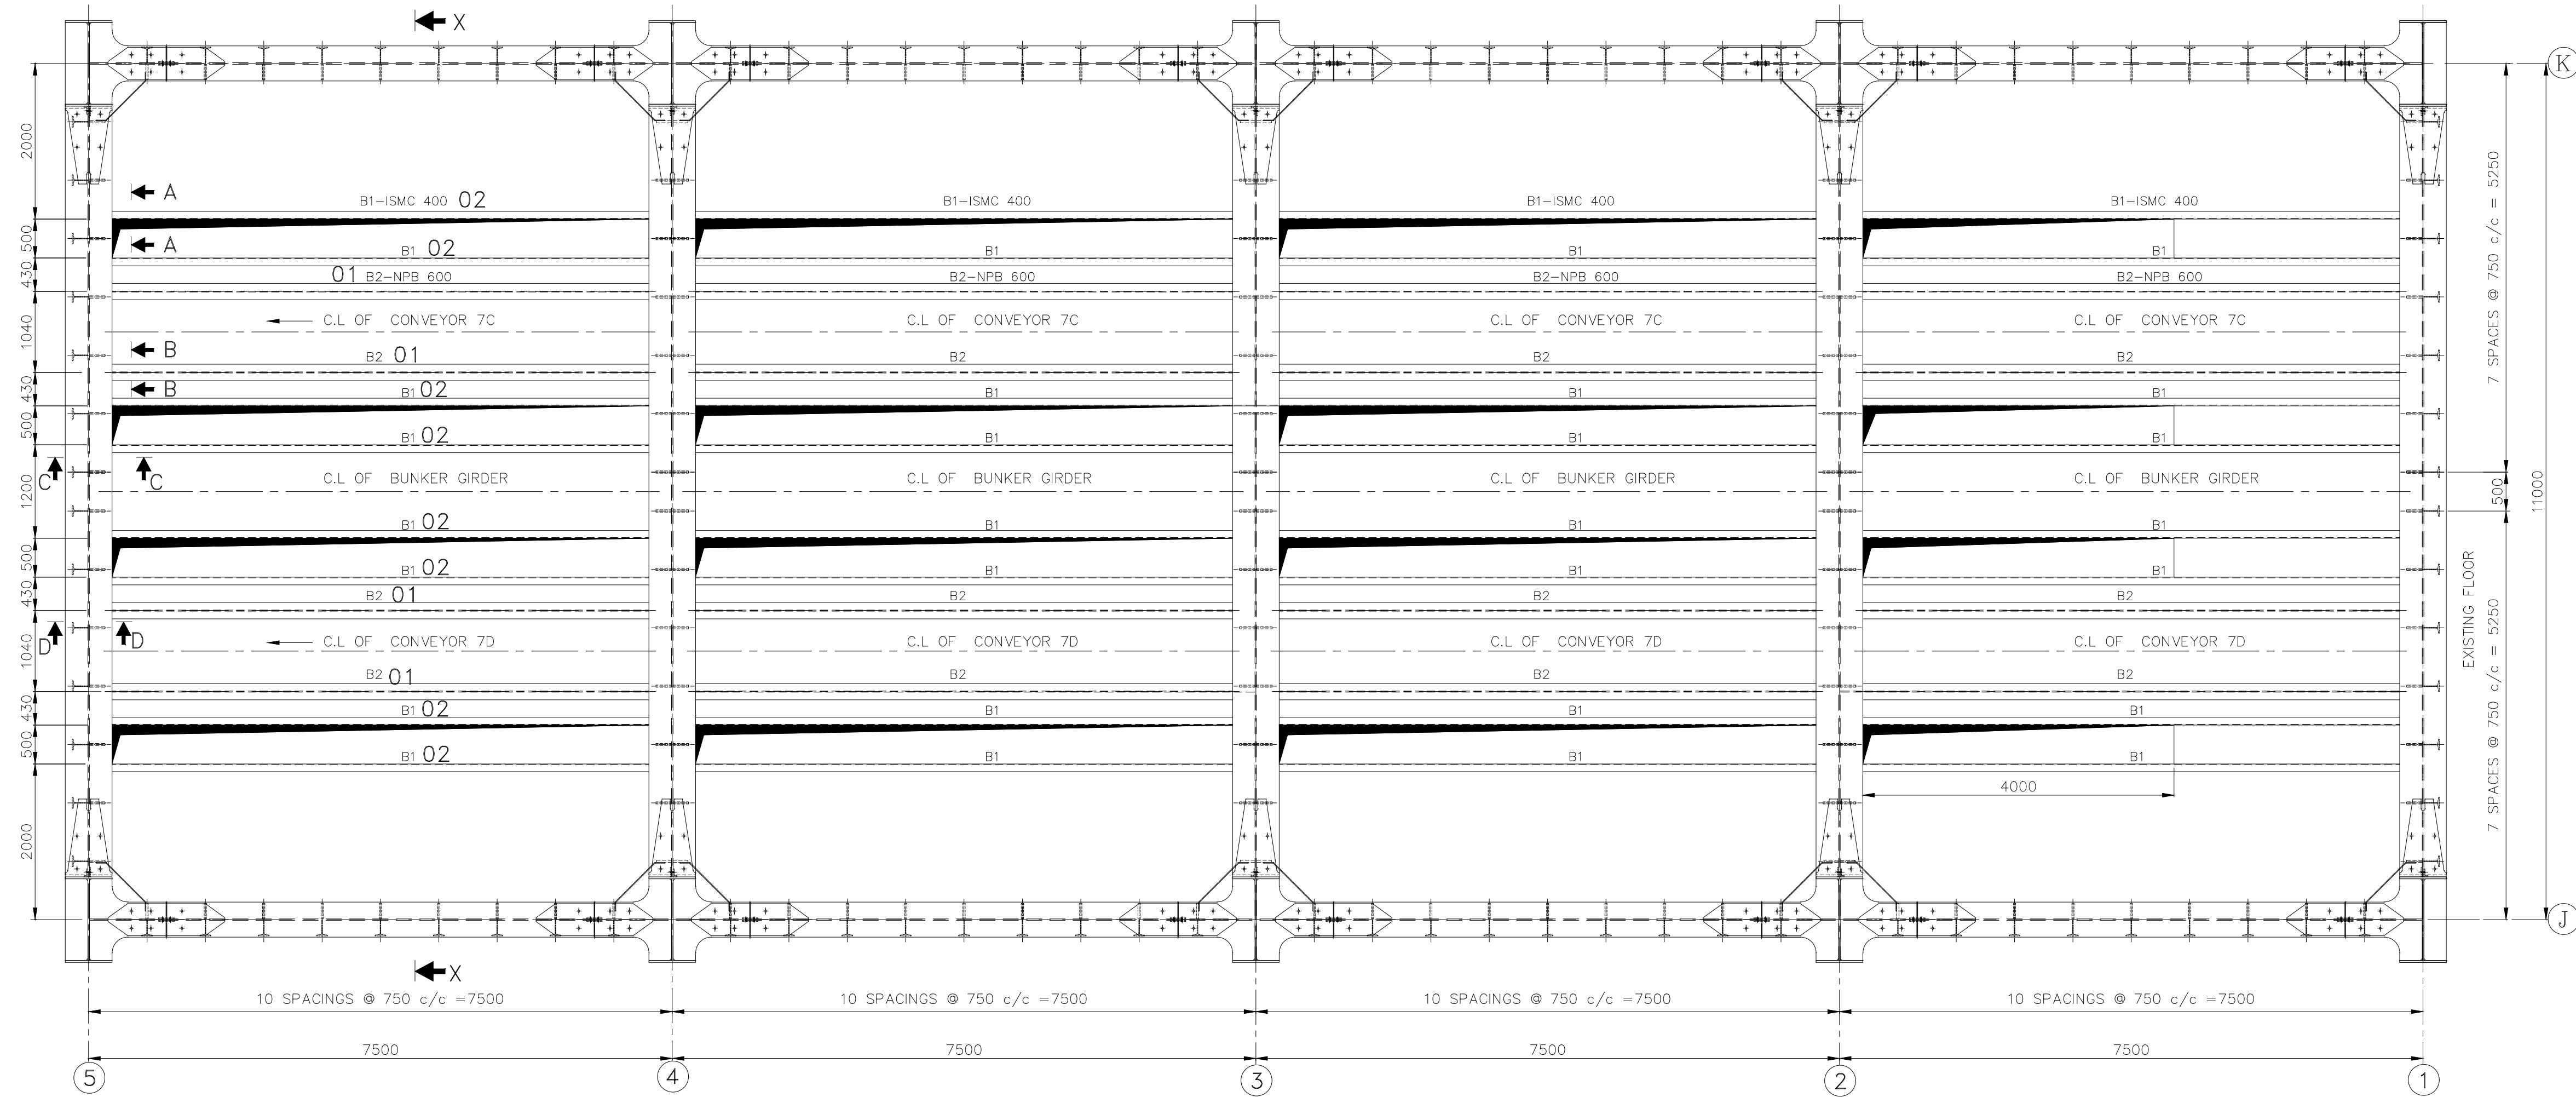 X
K
2000
A
B1-ISMC 400 02
B1-ISMC 400
B1-ISMC 400
B1-ISMC 400
7 SPACES @ 750 c/c = 5250
500
A
B1 02
B1
B1
B1
430
01 B2-NPB 600
B2-NPB 600
B2-NPB 600
B2-NPB 600
1040
C.L OF CONVEYOR 7C
C.L OF CONVEYOR 7C
C.L OF CONVEYOR 7C
C.L OF CONVEYOR 7C
B
B2 01
B2
B2
B2
430
B
B1 02
B1
B1
B1
500
B1 02
B1
B1
B1
C
C
1200
C.L OF BUNKER GIRDER
C.L OF BUNKER GIRDER
C.L OF BUNKER GIRDER
C.L OF BUNKER GIRDER
500
11000
B1 02
B1
B1
B1
500
B1 02
B1
B1
B1
430
B2 01
B2
B2
B2
EXISTING FLOOR
D
D
1040
C.L OF CONVEYOR 7D
C.L OF CONVEYOR 7D
C.L OF CONVEYOR 7D
C.L OF CONVEYOR 7D
B2 01
B2
B2
B2
430
B1 02
B1
B1
B1
7 SPACES @ 750 c/c = 5250
500
B1 02
B1
B1
B1
4000
2000
J
X
10 SPACINGS @ 750 c/c =7500
10 SPACINGS @ 750 c/c =7500
10 SPACINGS @ 750 c/c =7500
10 SPACINGS @ 750 c/c =7500
7500
7500
7500
7500
5
4
3
2
1